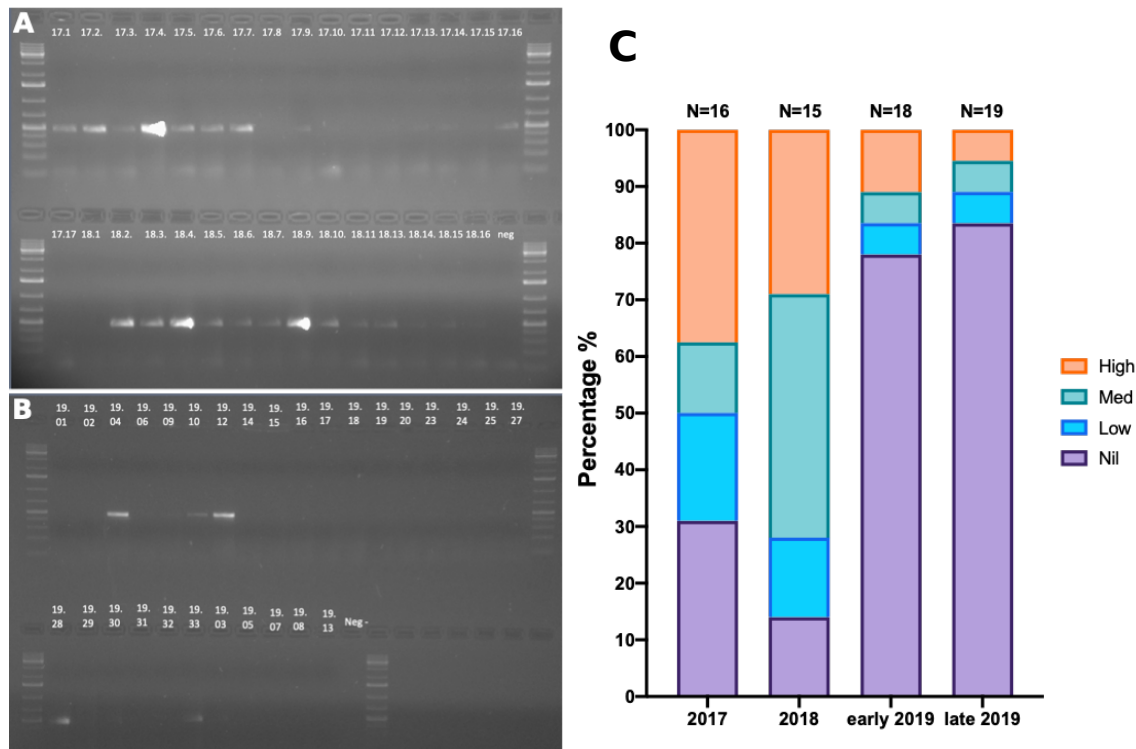 A
17.1 17.2. 17.3. 17.4. 17.5. 17.6. 17.7. 17.8 17.9. 17.10. 17.11 17.12. 17.13. 17.14. 17.15 17.16
17.17 18.1 18.2. 18.3. 18.4. 18.5. 18.6. 18.7. 18.9. 18.10. 18.11 18.13. 18.14. 18.15 18.16 neg
B
19. 19. 19. 19. 19. 19. 19. 19. 19. 19. 19. 19. 19. 19. 19. 19. 19. 19.
01 02 04 06 09 10 12 14 15 16 17 18 19 20 23 24 25 27
19. 19. 19. 19. 19. 19. 19. 19. 19. 19. 19. Neg -
28 29 30 31 32 33 03 05 07 08 13
C
N=16 N=15 N=18 N=19
Percentage %
100
90
80
70
60
50
40
30
20
10
0
2017 2018 early 2019 late 2019
High
Med
Low
Nil